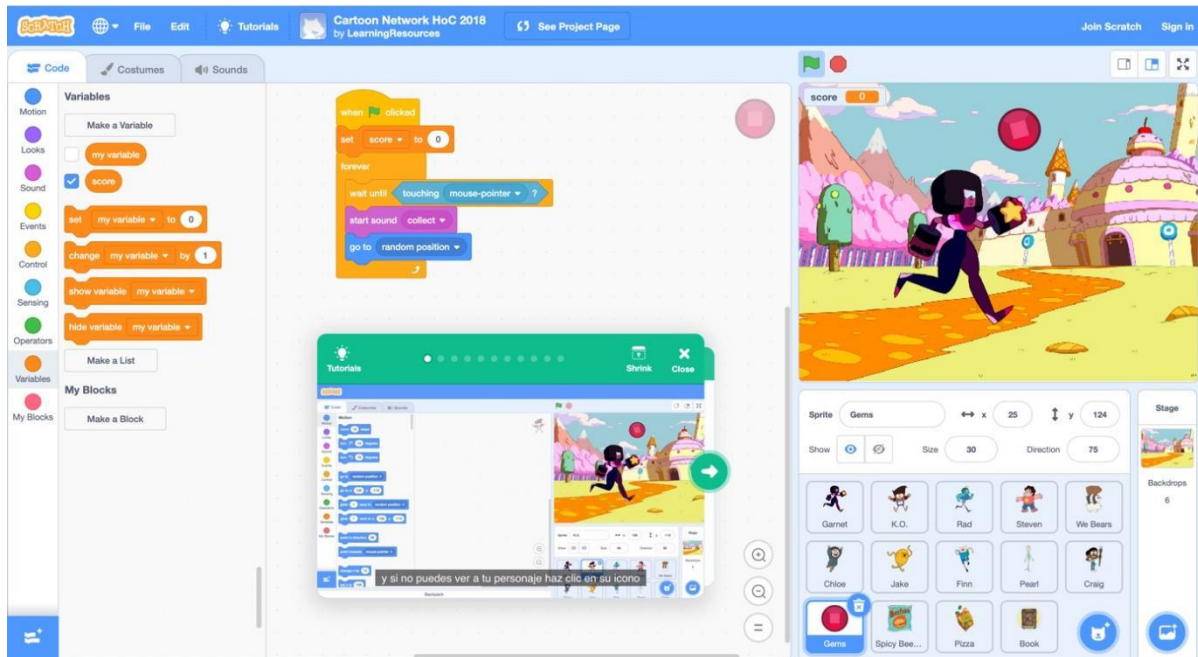 SCRATCH
File
Edit
Tutorials
Cartoon Network HoC 2018
by LearningResources
See Project Page
Join Scratch
Sign in
Code
Costumes
Sounds
Motion
Looks
Sound
Events
Control
Sensing
Operators
Variables
My Blocks
Variables
Make a Variable
my variable
score
set my variable to 0
change my variable by 1
show variable my variable
hide variable my variable
Make a List
My Blocks
Make a Block
when clicked
set score to 0
forever
wait until touching mouse-pointer ?
start sound collect
go to random position
Tutorials
Shrink
Close
y si no puedes ver a tu personaje haz clic en su icono
Backpack
score 0
Sprite Gems x 25 y 124
Show Size 30 Direction 75
Garnet
K.O.
Rad
Steven
We Bears
Chloe
Jake
Finn
Pearl
Craig
Gems
Spicy Bee...
Pizza
Book
Stage
Backdrops
6